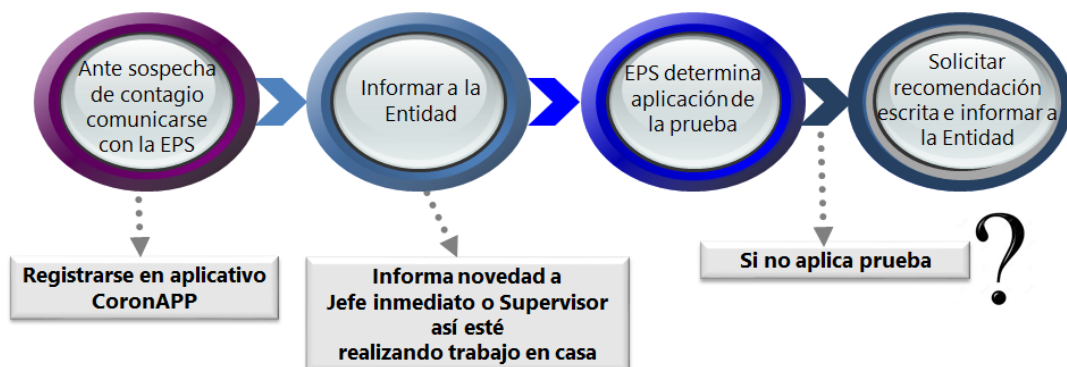 Ante sospecha
de contagio
comunicarse
con la EPS
Informar a la
Entidad
EPS determina
aplicación de
la prueba
Solicitar
recomendación
escrita e informar a
la Entidad
Registrarse en aplicativo
CoronAPP
Informa novedad a
Jefe inmediato o Supervisor
así esté
realizando trabajo en casa
Si no aplica prueba
?